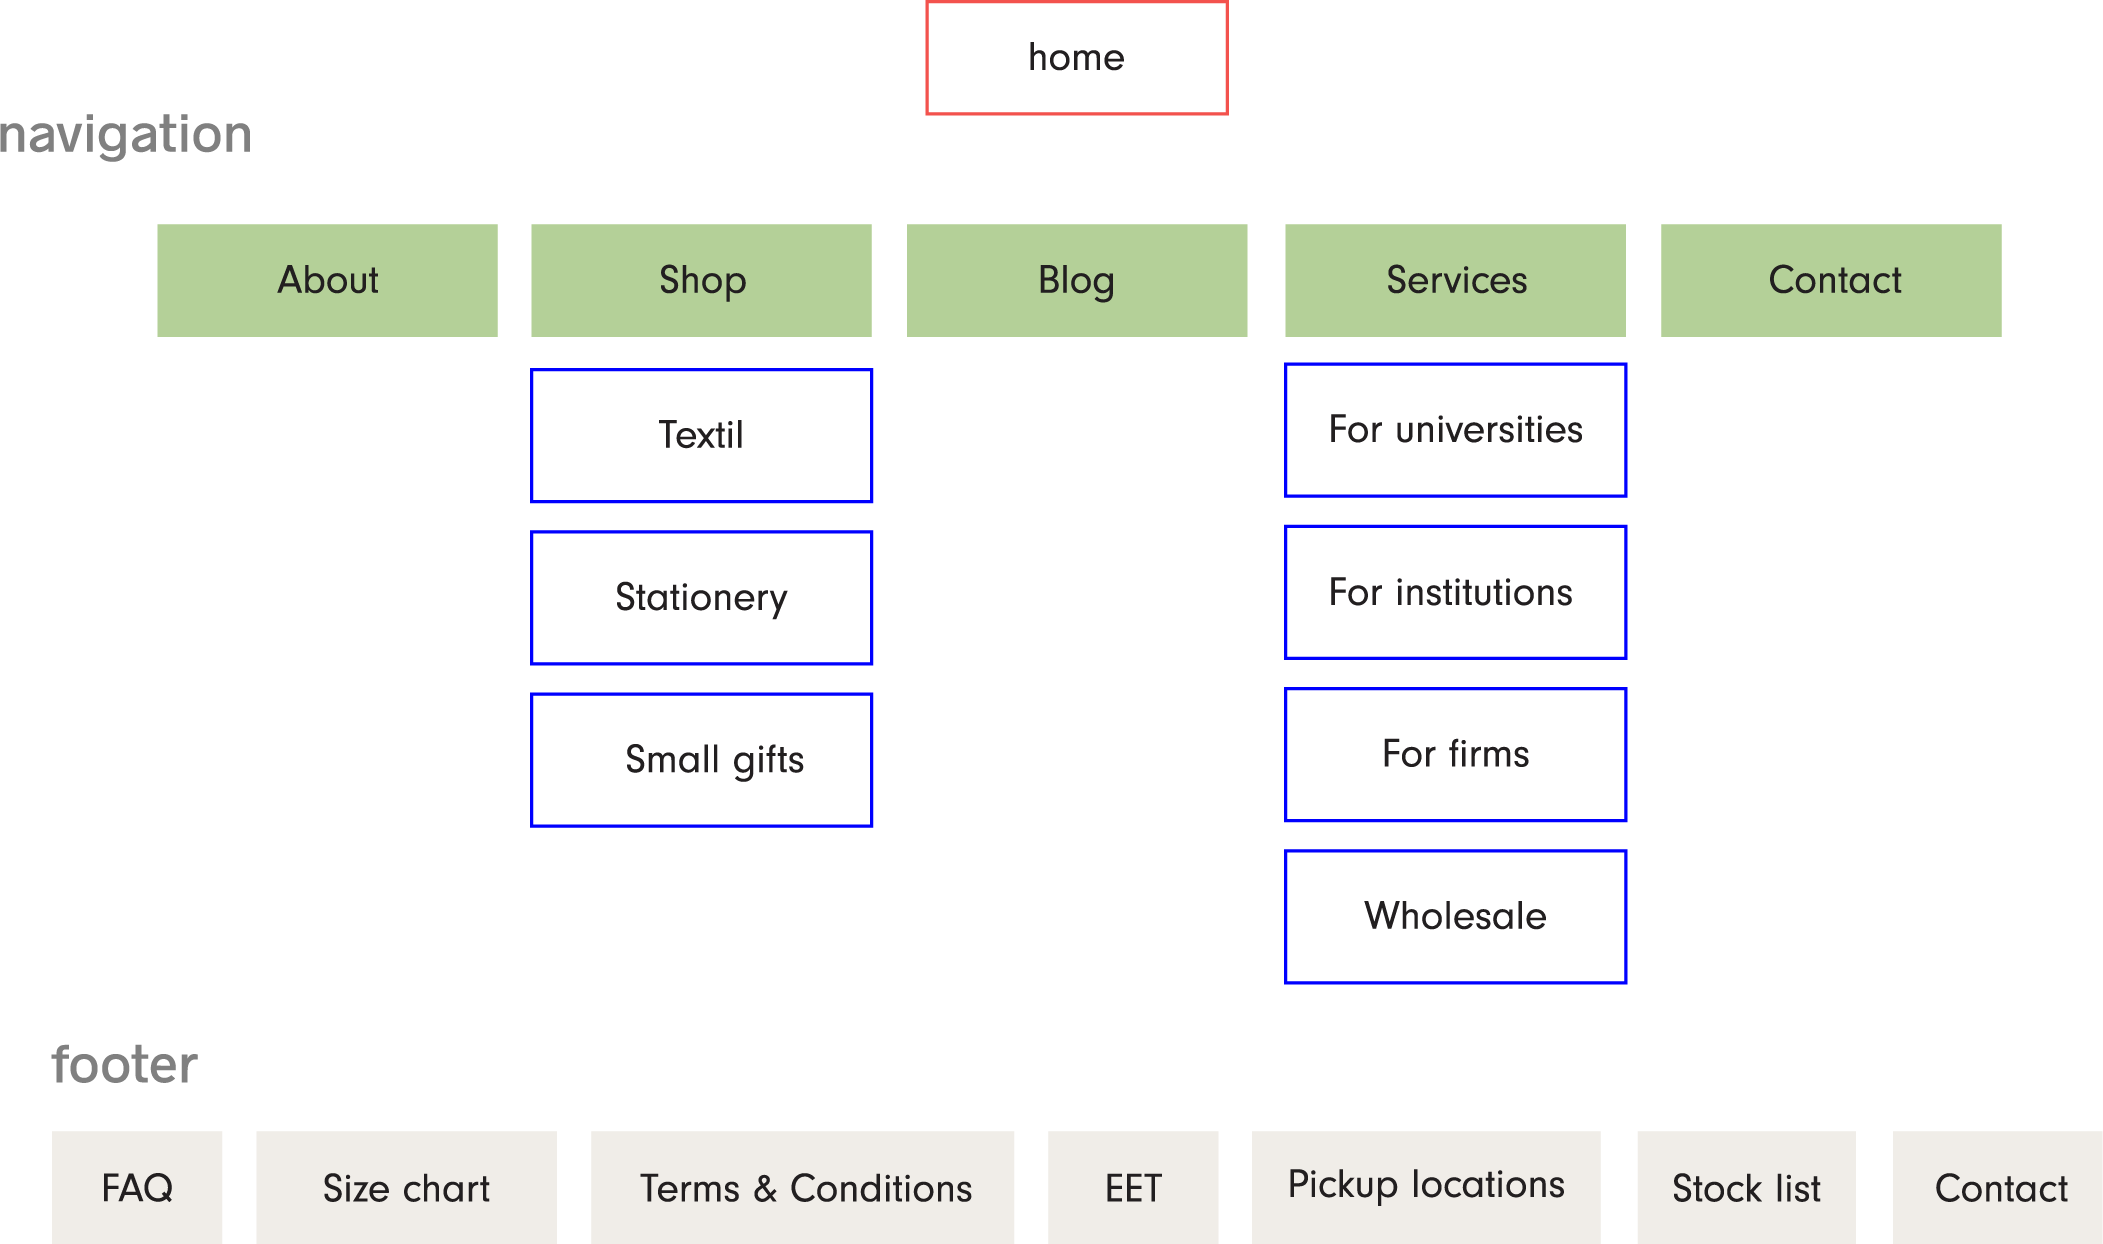 home
navigation
About
Shop
Blog
Services
Contact
Textil
Stationery
Small gifts
For universities
For institutions
For firms
Wholesale
footer
FAQ
Size chart
Terms & Conditions
EET
Pickup locations
Stock list
Contact